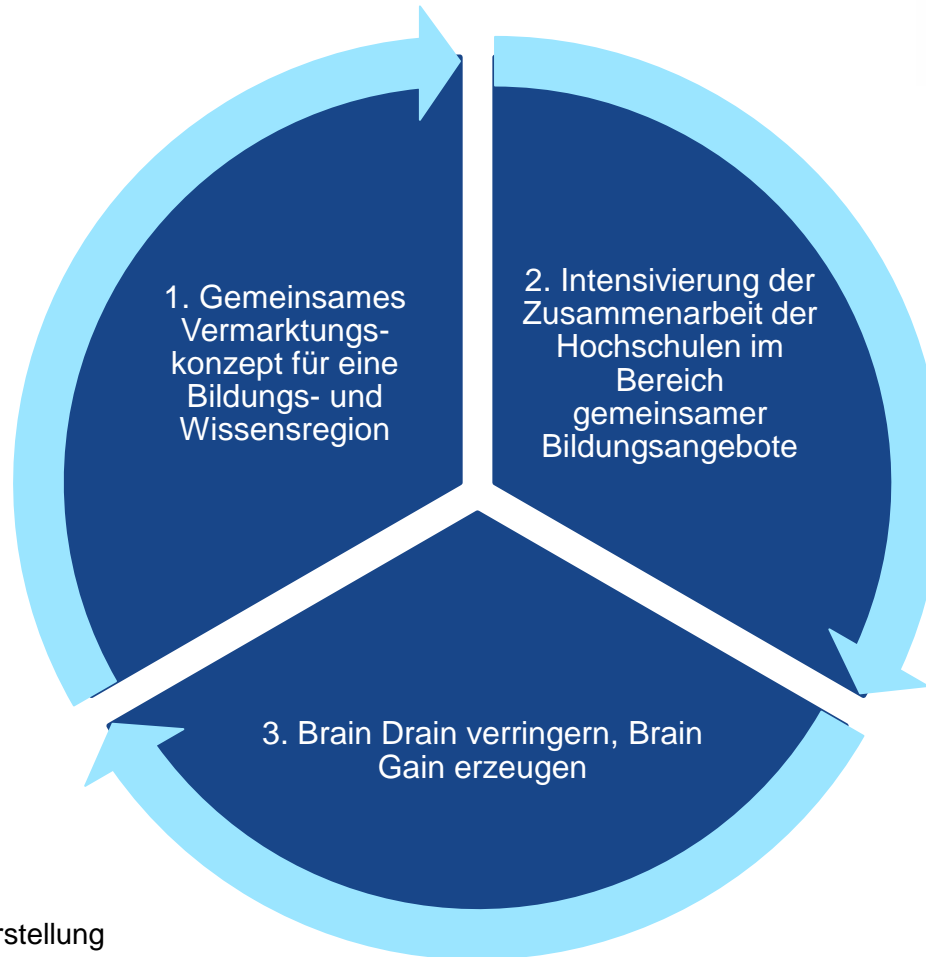 1. Gemeinsames
Vermarktungs-
konzept für eine
Bildungs- und
Wissensregion
2. Intensivierung der
Zusammenarbeit der
Hochschulen im
Bereich
gemeinsamer
Bildungsangebote
3. Brain Drain verringern, Brain
Gain erzeugen
rstellung